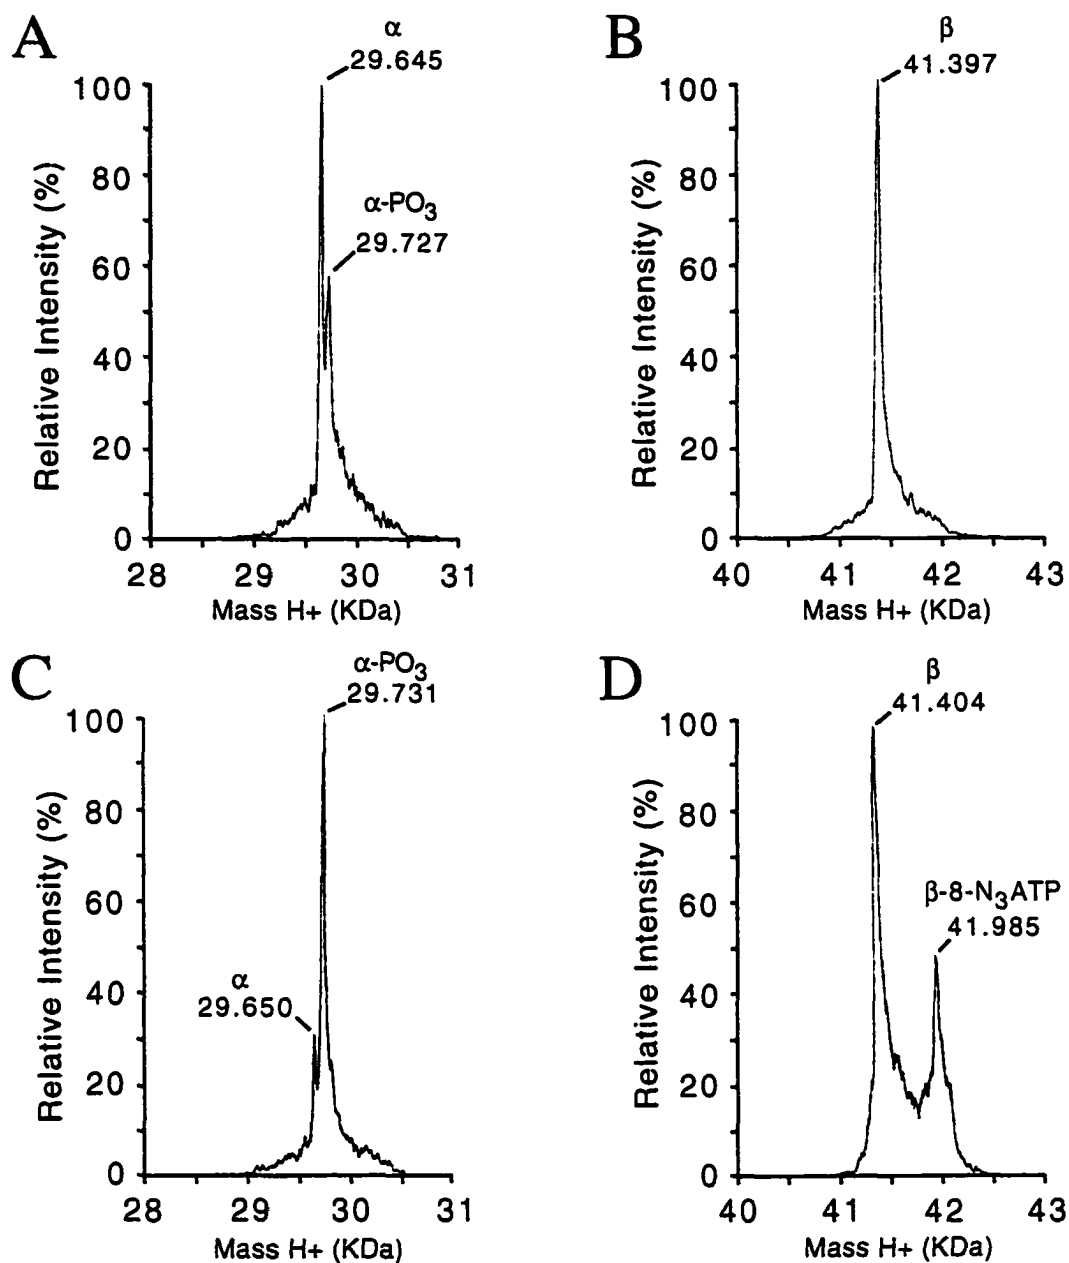 A
α
29.645
α-PO3
29.727
Relative Intensity (%)
100
80
60
40
20
0
28
29
30
31
Mass H+ (KDa)
B
β
41.397
Relative Intensity (%)
100
80
60
40
20
0
40
41
42
43
Mass H+ (KDa)
C
α-PO3
29.731
α
29.650
Relative Intensity (%)
100
80
60
40
20
0
28
29
30
31
Mass H+ (KDa)
D
β
41.404
β-8-N3ATP
41.985
Relative Intensity (%)
100
80
60
40
20
0
40
41
42
43
Mass H+ (KDa)